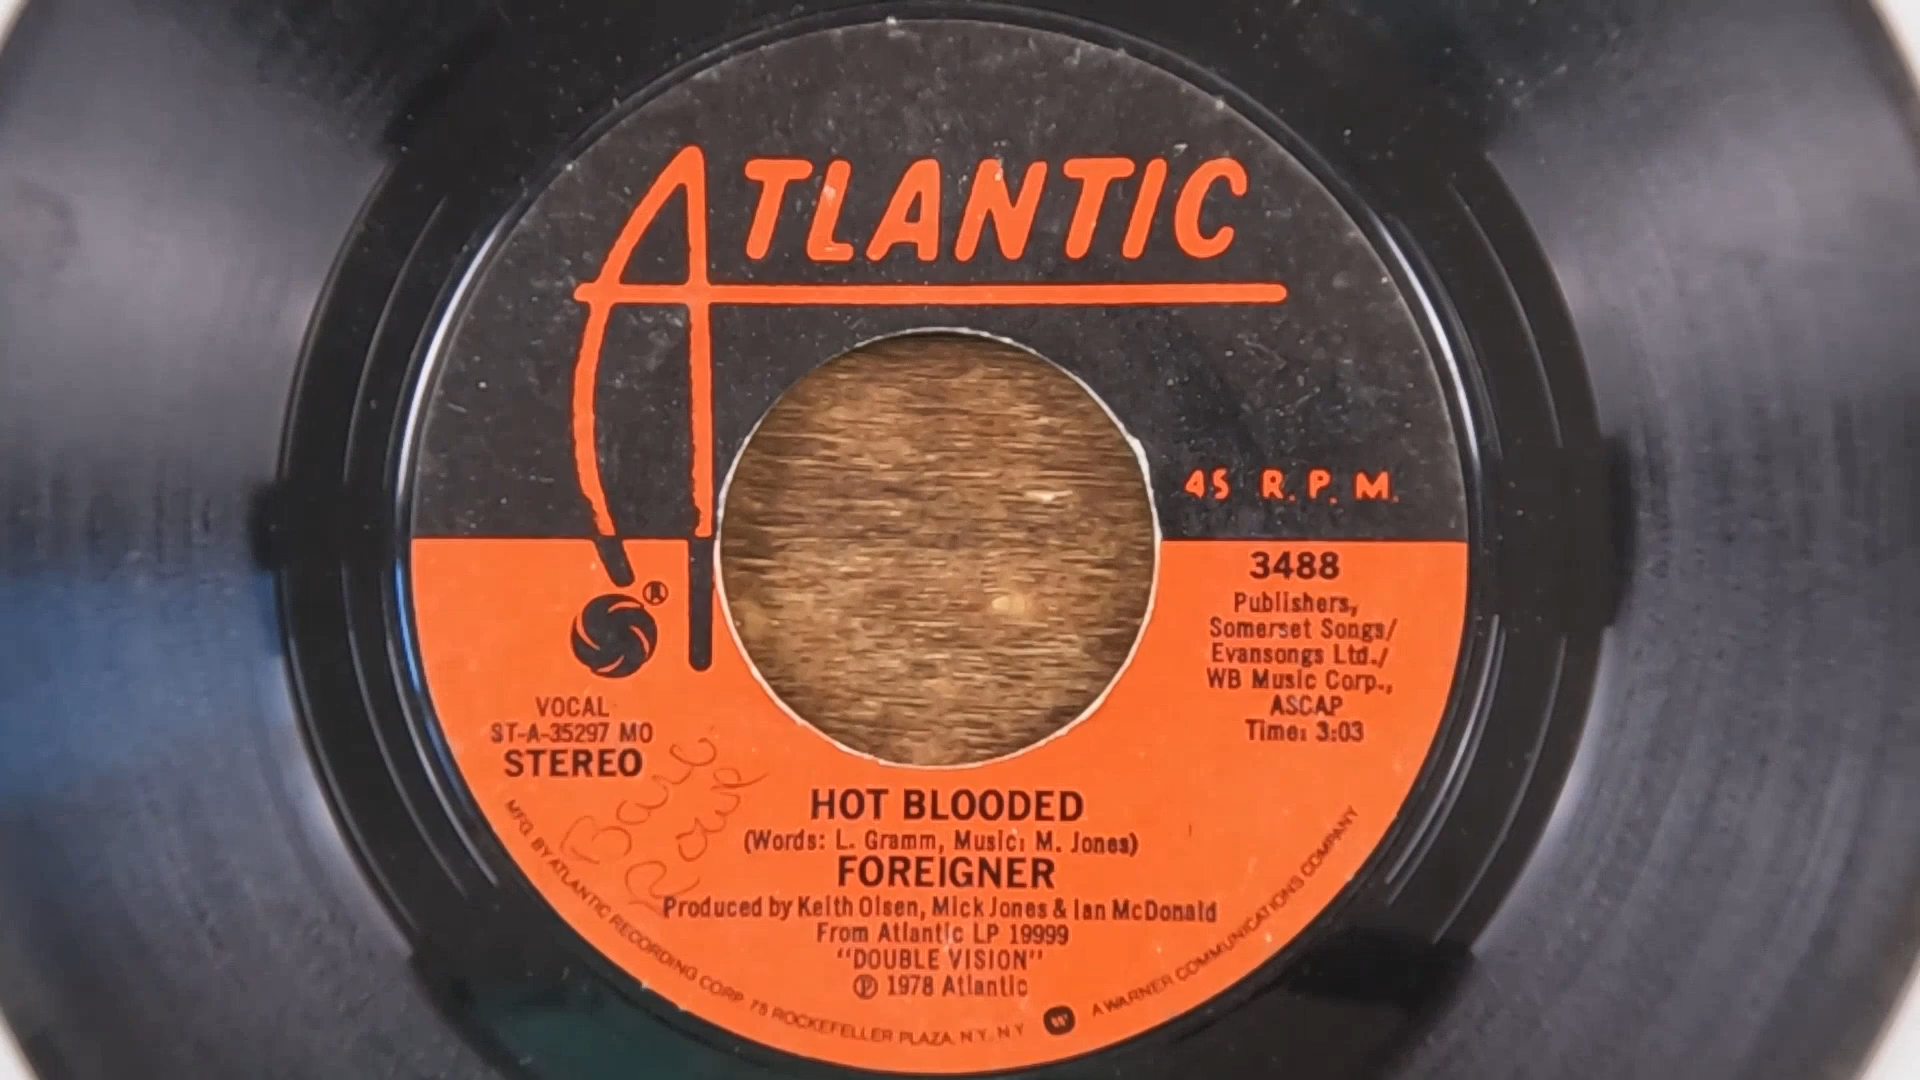 ATLANTIC
45 R.P.M.
3488
Publishers,
Somerset Songs/
Evansongs Ltd./
WB Music Corp.,
ASCAP
Time: 3:03
®
VOCAL
ST-A-35297 MO
STEREO
HOT BLOODED
(Words: L. Gramm, Music: M. Jones)
FOREIGNER
Produced by Keith Olsen, Mick Jones & Ian McDonald
From Atlantic LP 19999
"DOUBLE VISION"
℗ 1978 Atlantic
MFG. BY ATLANTIC RECORDING CORP. 75 ROCKEFELLER PLAZA, N.Y. N.Y. A WARNER COMMUNICATIONS COMPANY